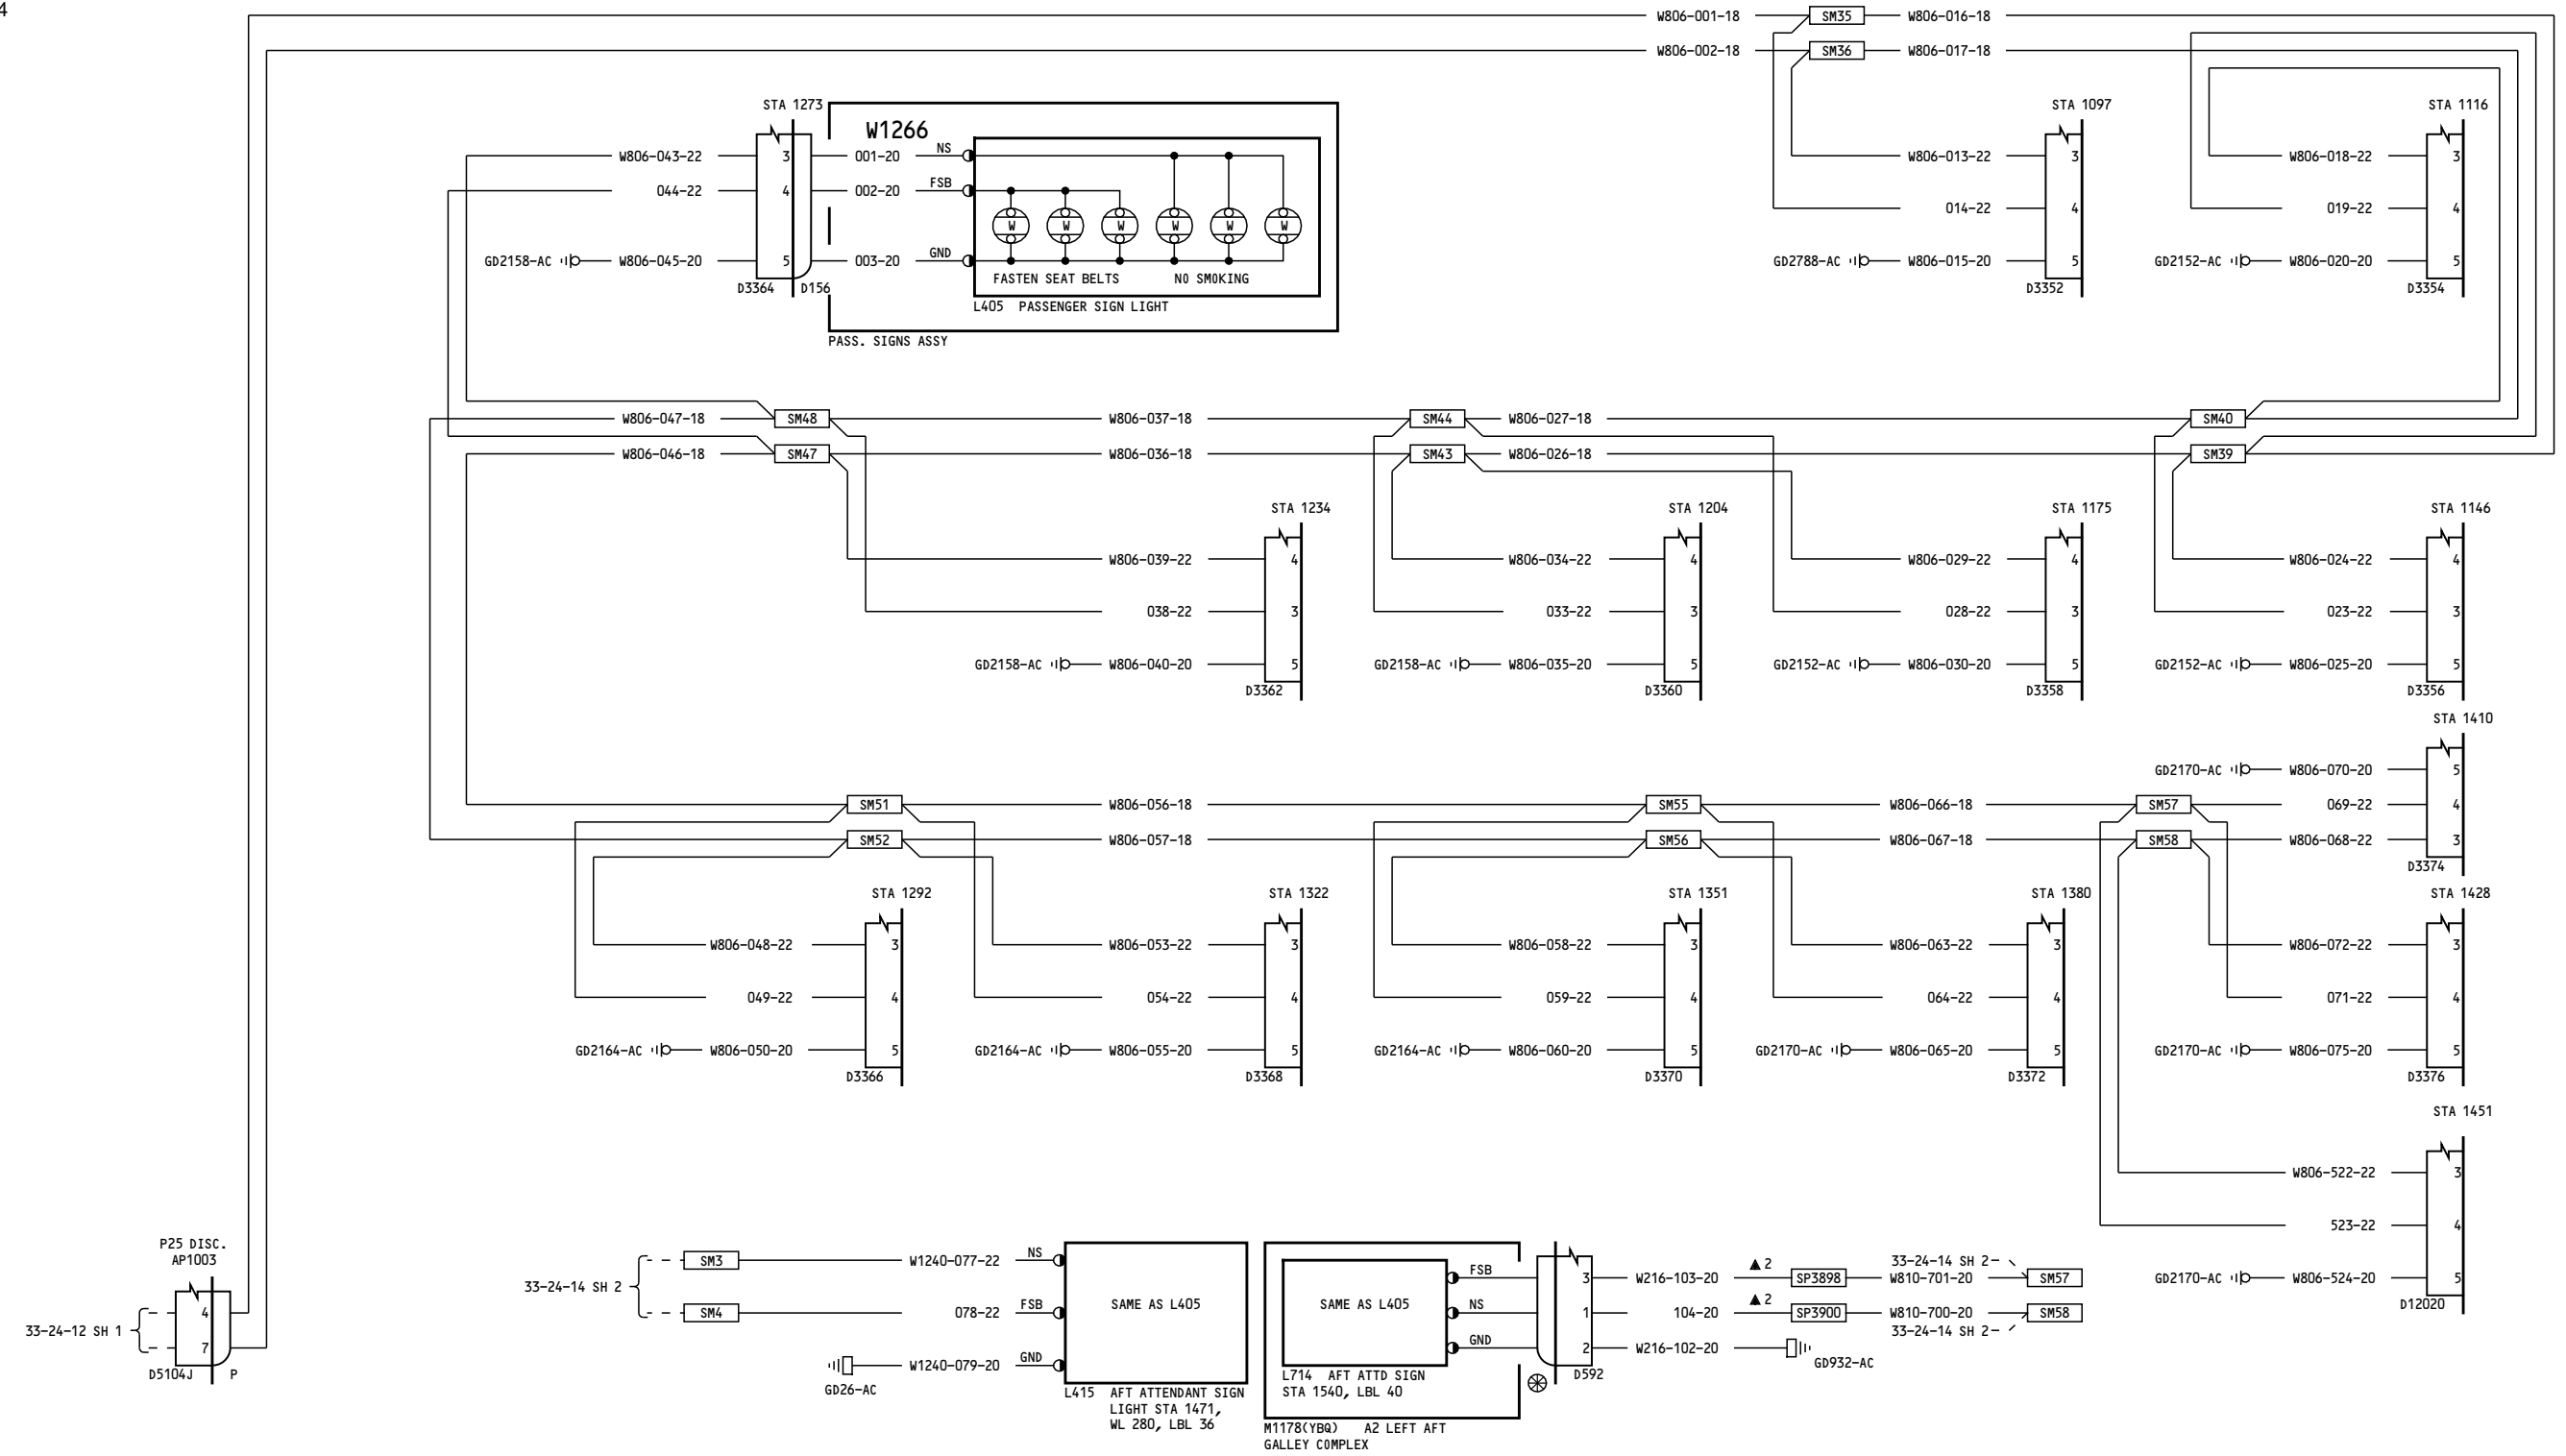 4
W806-001-18 SM35 W806-016-18
W806-002-18 SM36 W806-017-18
STA 1273
W1266
STA 1097
STA 1116
W806-043-22 3 001-20 NS
044-22 4 002-20 FSB
W W W W W W
GD2158-AC W806-045-20 5 003-20 GND
FASTEN SEAT BELTS NO SMOKING
D3364 D156
L405 PASSENGER SIGN LIGHT
PASS. SIGNS ASSY
W806-013-22 3
014-22 4
GD2788-AC W806-015-20 5
D3352
W806-018-22 3
019-22 4
GD2152-AC W806-020-20 5
D3354
W806-047-18 SM48 W806-037-18 SM44 W806-027-18 SM40
W806-046-18 SM47 W806-036-18 SM43 W806-026-18 SM39
STA 1234
W806-039-22 4
038-22 3
GD2158-AC W806-040-20 5
D3362
STA 1204
W806-034-22 4
033-22 3
GD2158-AC W806-035-20 5
D3360
STA 1175
W806-029-22 4
028-22 3
GD2152-AC W806-030-20 5
D3358
STA 1146
W806-024-22 4
023-22 3
GD2152-AC W806-025-20 5
D3356
STA 1410
GD2170-AC W806-070-20 5
SM51 W806-056-18 SM55 W806-066-18 SM57 069-22 4
SM52 W806-057-18 SM56 W806-067-18 SM58 W806-068-22 3
D3374
STA 1292
W806-048-22 3
049-22 4
GD2164-AC W806-050-20 5
D3366
STA 1322
W806-053-22 3
054-22 4
GD2164-AC W806-055-20 5
D3368
STA 1351
W806-058-22 3
059-22 4
GD2164-AC W806-060-20 5
D3370
STA 1380
W806-063-22 3
064-22 4
GD2170-AC W806-065-20 5
D3372
STA 1428
W806-072-22 3
071-22 4
GD2170-AC W806-075-20 5
D3376
STA 1451
W806-522-22 3
523-22 4
GD2170-AC W806-524-20 5
D12020
P25 DISC.
AP1003
4
33-24-12 SH 1
7
D5104J P
SM3 W1240-077-22 NS
33-24-14 SH 2
SM4 078-22 FSB
W1240-079-20 GND
GD26-AC
SAME AS L405
L415 AFT ATTENDANT SIGN
LIGHT STA 1471,
WL 280, LBL 36
SAME AS L405
L714 AFT ATTD SIGN
STA 1540, LBL 40
M1178(YBQ) A2 LEFT AFT
GALLEY COMPLEX
FSB 3 W216-103-20 2 SP3898 W810-701-20 SM57
33-24-14 SH 2
NS 1 104-20 2 SP3900 W810-700-20 SM58
33-24-14 SH 2
GND 2 W216-102-20
GD932-AC
D592